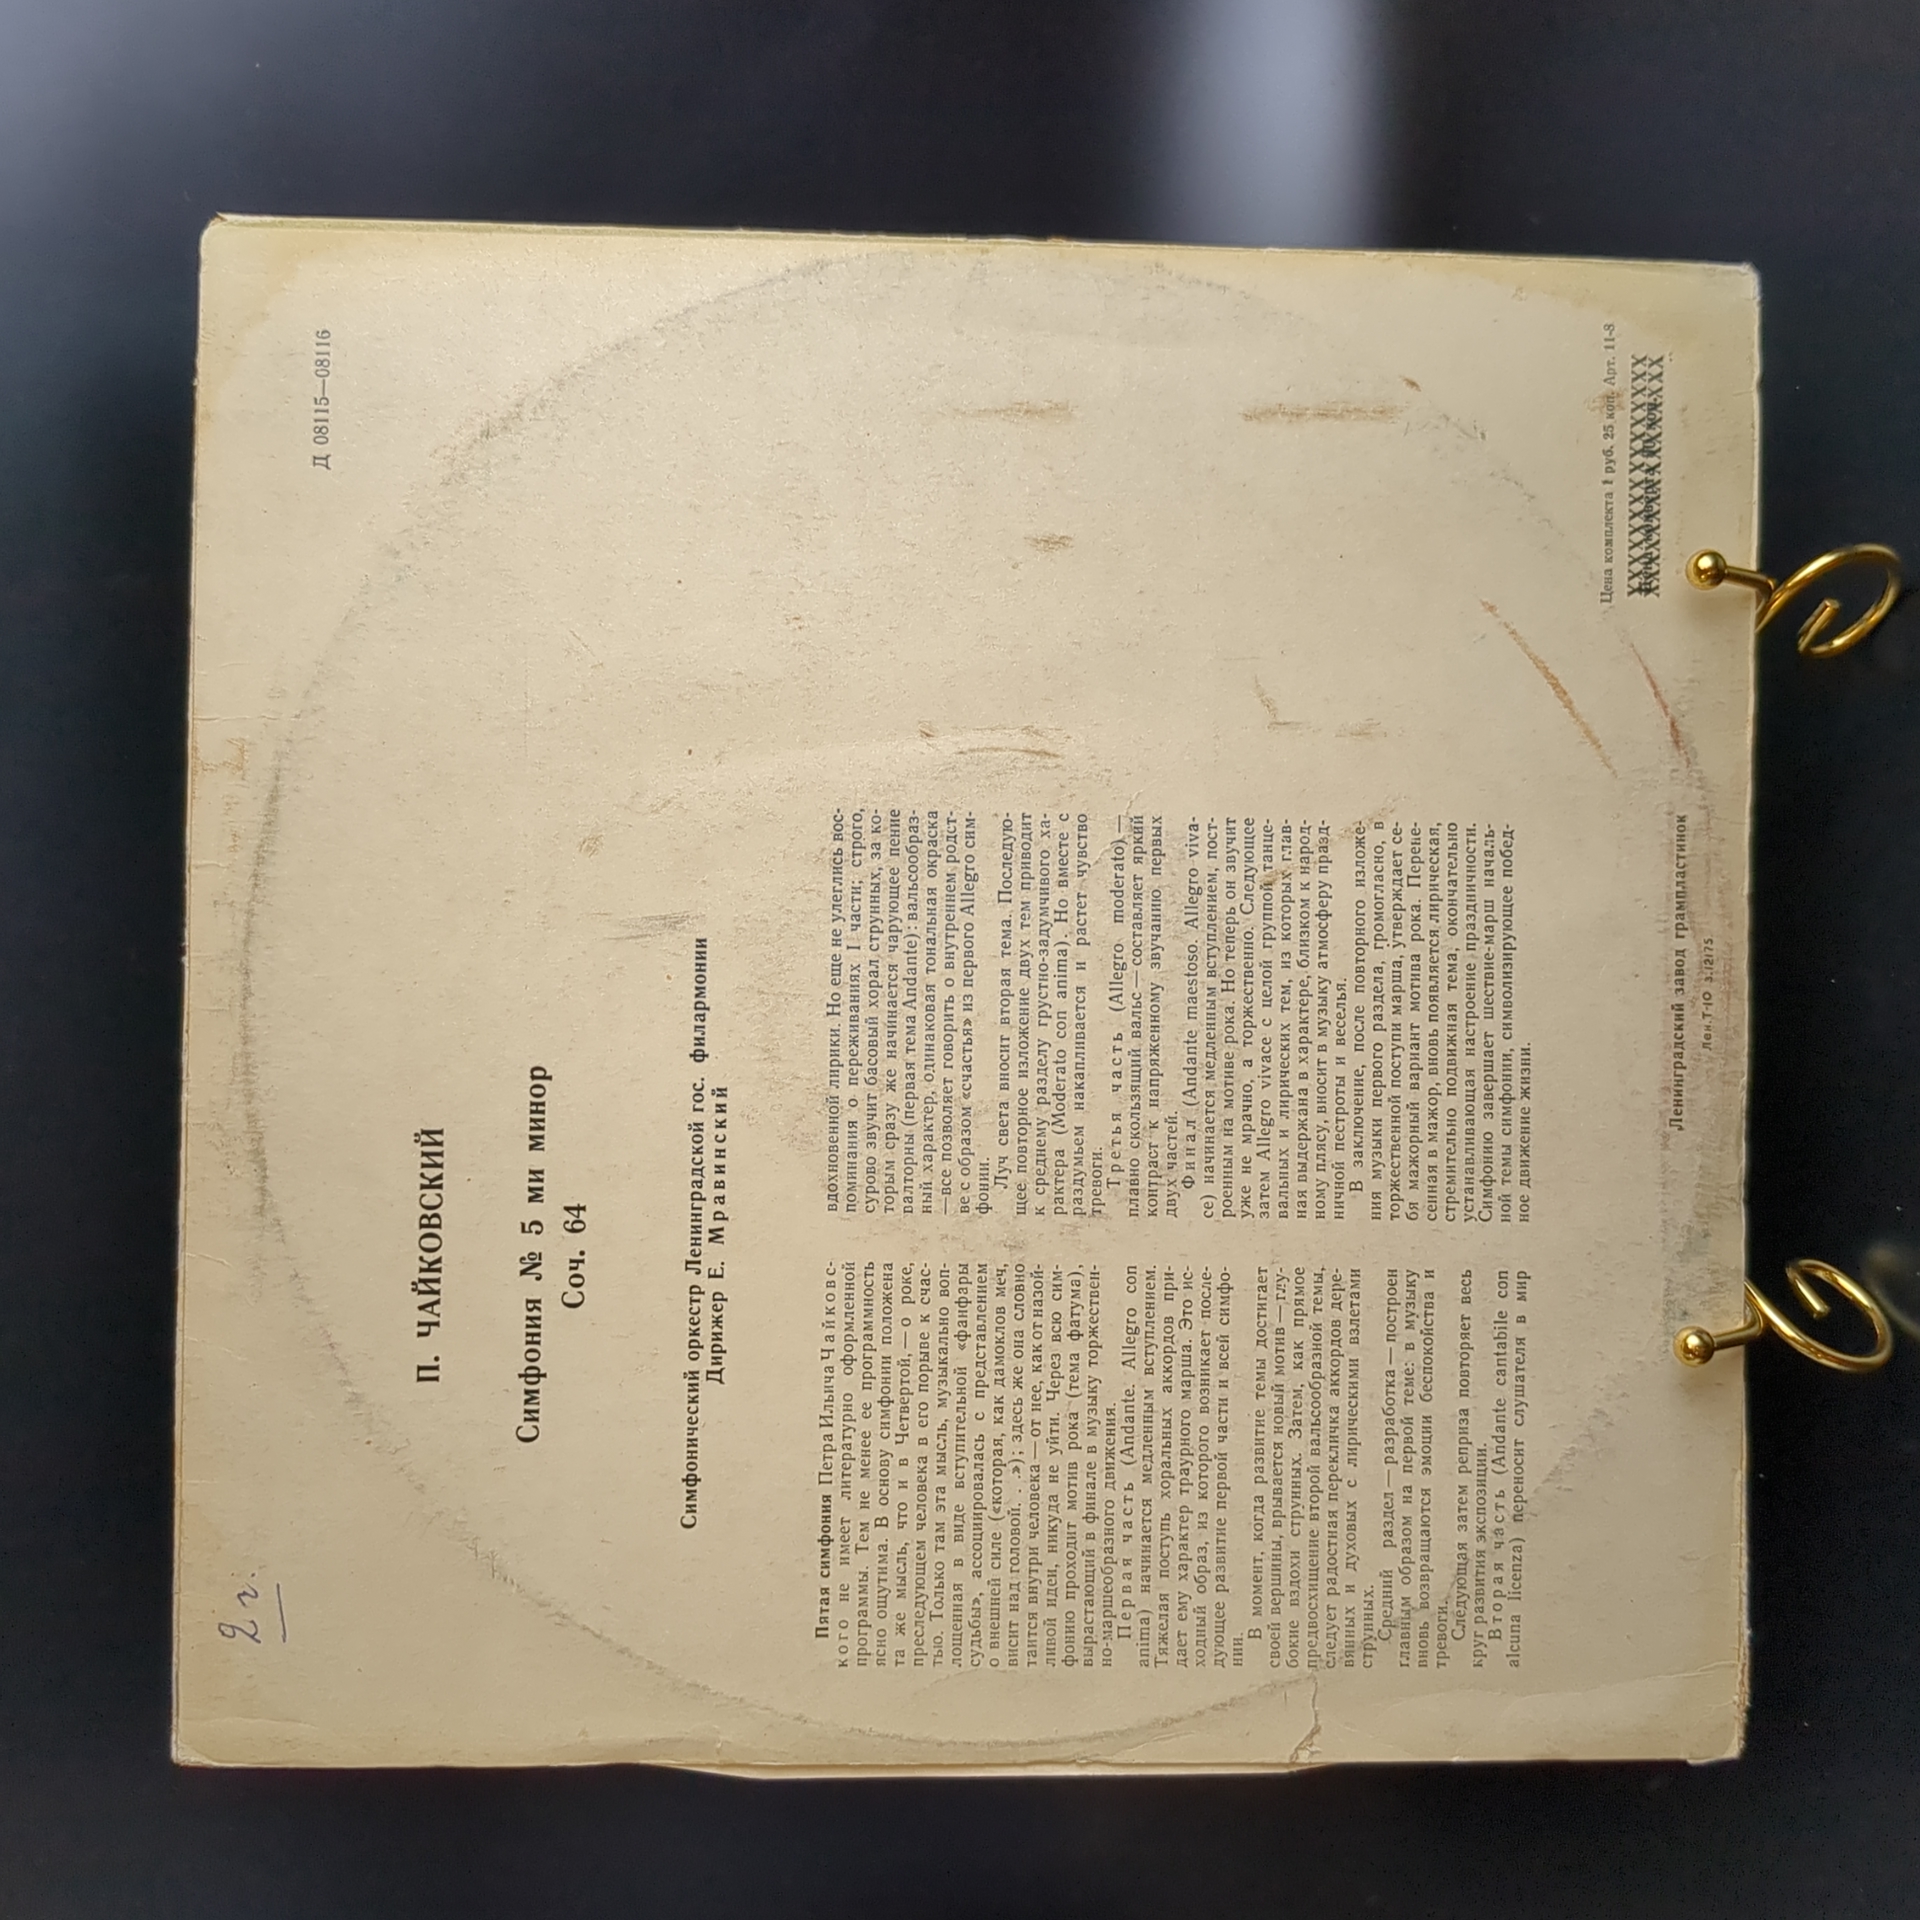 2 г.
Д 08115—08116
П. ЧАЙКОВСКИЙ
Симфония № 5 ми минор
Соч. 64
Симфонический оркестр Ленинградской гос. филармонии
Дирижер Е. Мравинский
Пятая симфония Петра Ильича Чайковс-
кого не имеет литературно оформленной
программы. Тем не менее ее программность
ясно ощутима. В основу симфонии положена
та же мысль, что и в Четвертой,—о роке,
преследующем человека в его порыве к счас-
тью. Только там эта мысль, музыкально воп-
лощенная в виде вступительной «фанфары
судьбы», ассоциировалась с представлением
о внешней силе («которая, как дамоклов меч,
висит над головой. . .»); здесь же она словно
таится внутри человека—от нее, как от назой-
ливой идеи, никуда не уйти. Через всю сим-
фонию проходит мотив рока (тема фатума),
вырастающий в финале в музыку торжествен-
но-маршеобразного движения.
Первая часть (Andante. Allegro con
anima) начинается медленным вступлением.
Тяжелая поступь хоральных аккордов при-
дает ему характер траурного марша. Это ис-
ходный образ, из которого возникает после-
дующее развитие первой части и всей симфо-
нии.
В момент, когда развитие темы достигает
своей вершины, врывается новый мотив—глу-
бокие вздохи струнных. Затем, как прямое
предвосхищение второй вальсообразной темы,
следует радостная перекличка аккордов дере-
вянных и духовых с лирическими взлетами
струнных.
Средний раздел—разработка—построен
главным образом на первой теме: в музыку
вновь возвращаются эмоции беспокойства и
тревоги.
Следующая затем реприза повторяет весь
круг развития экспозиции.
Вторая часть (Andante cantabile con
alcuna licenza) переносит слушателя в мир
вдохновенной лирики. Но еще не улеглись вос-
поминания о переживаниях I части; строго,
сурово звучит басовый хорал струнных, за ко-
торым сразу же начинается чарующее пение
валторны (первая тема Andante): вальсообраз-
ный характер, одинаковая тональная окраска
—все позволяет говорить о внутреннем родст-
ве с образом «счастья» из первого Allegro сим-
фонии.
Луч света вносит вторая тема. Последую-
щее повторное изложение двух тем приводит
к среднему разделу грустно-задумчивого ха-
рактера (Moderato con anima). Но вместе с
раздумьем накапливается и растет чувство
тревоги.
Третья часть (Allegro moderato)—
плавно скользящий вальс—составляет яркий
контраст к напряженному звучанию первых
двух частей.
Финал (Andante maestoso. Allegro viva-
ce) начинается медленным вступлением, пост-
роенным на мотиве рока. Но теперь он звучит
уже не мрачно, а торжественно. Следующее
затем Allegro vivace с целой группой танце-
вальных и лирических тем, из которых глав-
ная выдержана в характере, близком к народ-
ному плясу, вносит в музыку атмосферу празд-
ничной пестроты и веселья.
В заключение, после повторного изложе-
ния музыки первого раздела, громогласно, в
торжественной поступи марша, утверждает се-
бя мажорный вариант мотива рока. Перене-
сенная в мажор, вновь появляется лирическая,
стремительно подвижная тема, окончательно
устанавливающая настроение праздничности.
Симфонию завершает шествие-марш началь-
ной темы симфонии, символизирующее побед-
ное движение жизни.
Цена комплекта 1 руб. 25 коп. Арт. 11-8
Ленинградский завод грампластинок
Лен.Т-10 З.12175